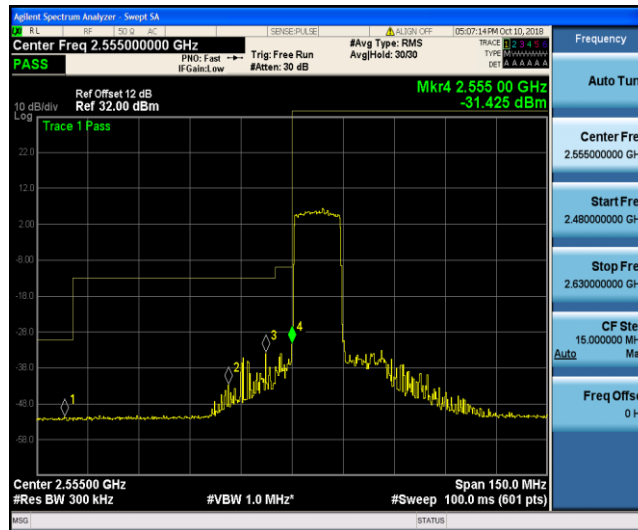 Agilent Spectrum Analyzer - Swept SA
RL RF 50 Ω AC SENSE:PULSE ALIGN OFF 05:07:14 PM Oct 10, 2018
Center Freq 2.555000000 GHz
PASS
PNO: Fast
IFGain:Low
Trig: Free Run
#Atten: 30 dB
#Avg Type: RMS
Avg|Hold: 30/30
TRACE 1 2 3 4 5 6
TYPE
DET A A A A A A
Mkr4 2.555 00 GHz
-31.425 dBm
Ref Offset 12 dB
10 dB/div Ref 32.00 dBm
Log
Trace 1 Pass
22.0
12.0
2.00
-8.00
-18.0
-28.0
-38.0
-48.0
-58.0
1
2
3
4
Center 2.55500 GHz Span 150.0 MHz
#Res BW 300 kHz #VBW 1.0 MHz* #Sweep 100.0 ms (601 pts)
MSG STATUS
Frequency
Auto Tun
Center Fre
2.555000000 GH
Start Fre
2.480000000 GH
Stop Fre
2.630000000 GH
CF Ste
15.000000 MH
Auto Ma
Freq Offse
0 H